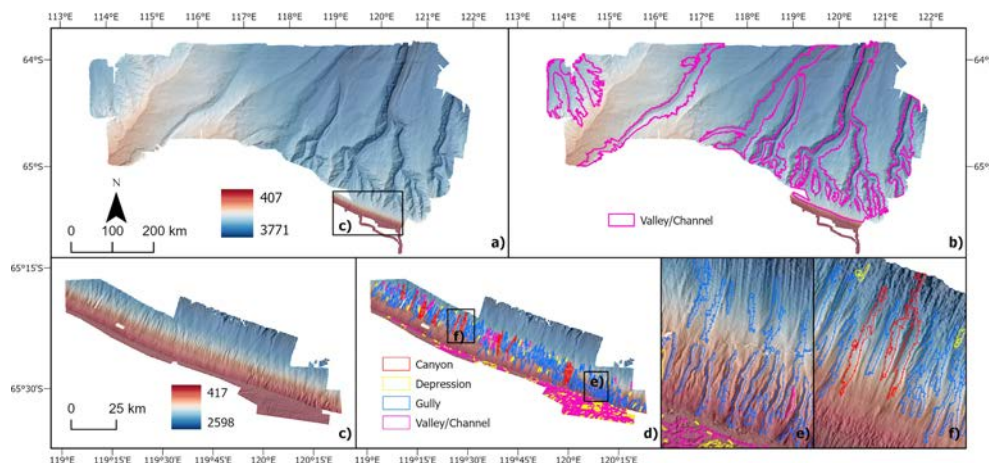 113°E 114°E 115°E 116°E 117°E 118°E 119°E 120°E 121°E 122°E 113°E 114°E 115°E 116°E 117°E 118°E 119°E 120°E 121°E 122°E
64°S 64°S
65°S 65°S
N
407
3771
0 100 200 km
c)
a)
Valley/Channel
b)
65°15'S
65°30'S
417
2598
0 25 km
c)
f)
e)
Canyon
Depression
Gully
Valley/Channel
d)
e)
f)
119°E 119°15'E 119°30'E 119°45'E 120°E 120°15'E 119°E 119°15'E 119°30'E 119°45'E 120°E 120°15'E